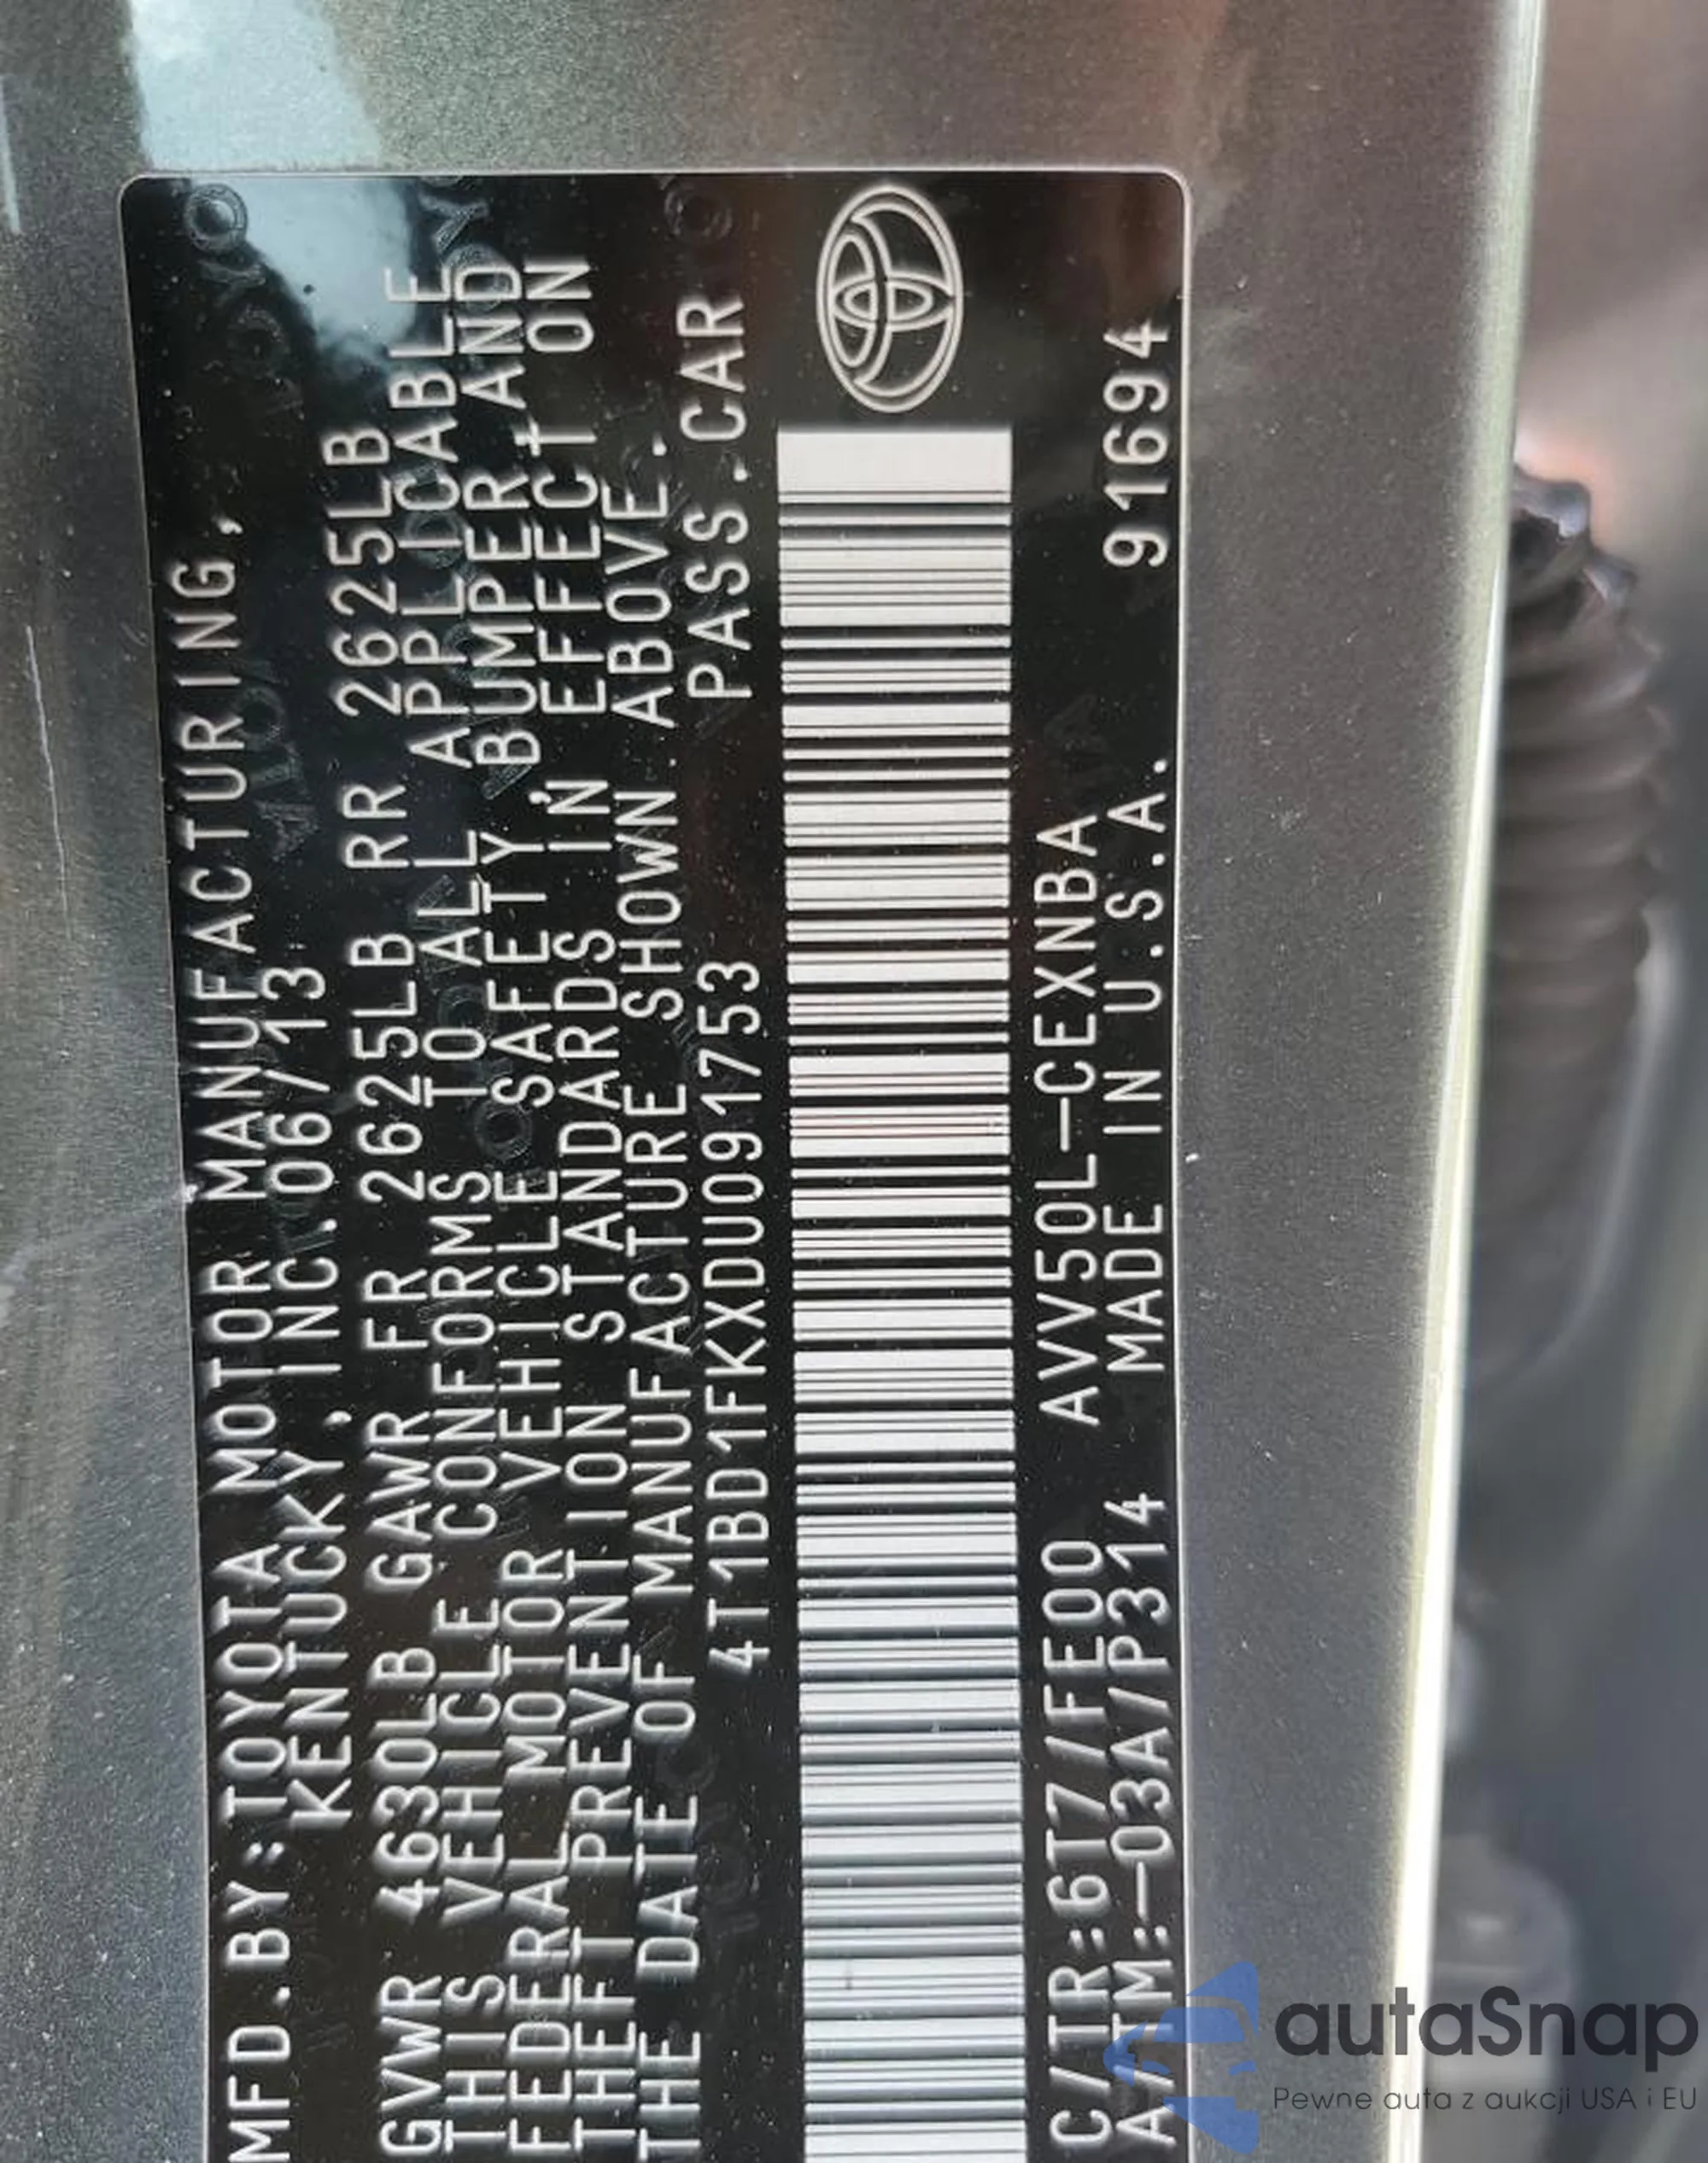 MFD.BY:TOYOTA MOTOR MANUFACTURING,
KENTUCKY, INC. 06/13
GVWR 4630LB GAWR FR 2625LB RR 2625LB
THIS VEHICLE CONFORMS TO ALL APPLICABLE
FEDERAL MOTOR VEHICLE SAFETY, BUMPER AND
THEFT PREVENTION STANDARDS IN EFFECT ON
THE DATE OF MANUFACTURE SHOWN ABOVE.
4T1BD1FKXDU091753 PASS.CAR
C/TR:6T7/FE00 AVV50L-CEXNBA
A/TM:-03A/P314 MADE IN U.S.A. 91694
autaSnap
Pewne auta z aukcji USA i EU